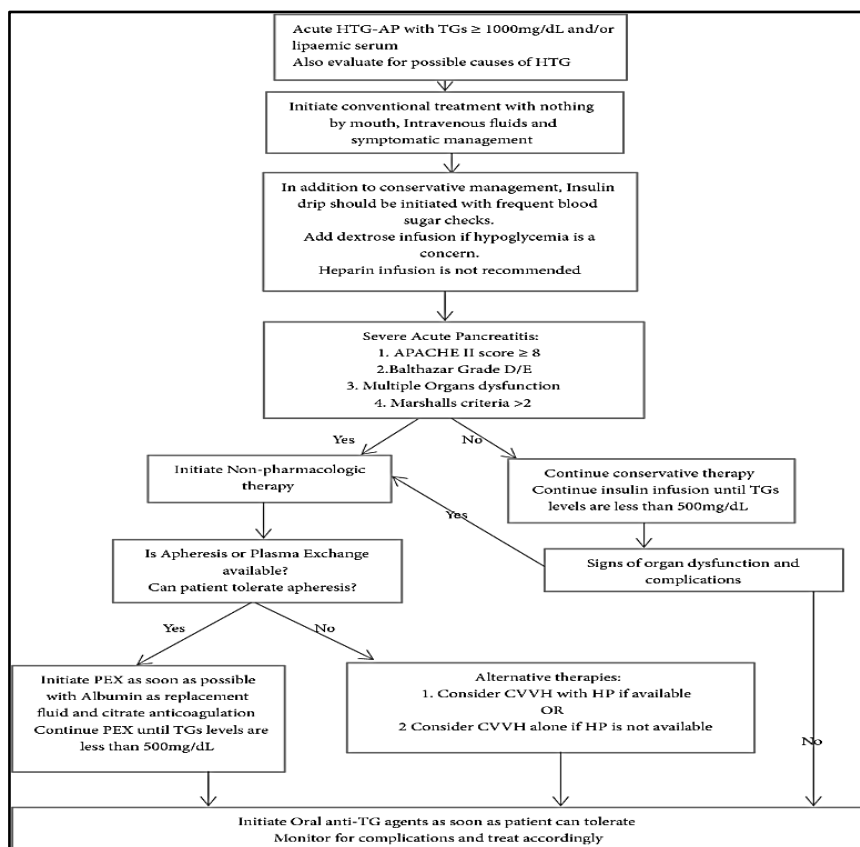 Acute HTG-AP with TGs ≥ 1000mg/dL and/or
lipaemic serum
Also evaluate for possible causes of HTG
Initiate conventional treatment with nothing
by mouth, Intravenous fluids and
symptomatic management
In addition to conservative management, Insulin
drip should be initiated with frequent blood
sugar checks.
Add dextrose infusion if hypoglycemia is a
concern.
Heparin infusion is not recommended
Severe Acute Pancreatitis:
1. APACHE II score ≥ 8
2.Balthazar Grade D/E
3. Multiple Organs dysfunction
4. Marshalls criteria >2
Yes
No
Initiate Non-pharmacologic
therapy
Continue conservative therapy
Continue insulin infusion until TGs
levels are less than 500mg/dL
Yes
Is Apheresis or Plasma Exchange
available?
Can patient tolerate apheresis?
Signs of organ dysfunction and
complications
Yes
No
Initiate PEX as soon as possible
with Albumin as replacement
fluid and citrate anticoagulation
Continue PEX until TGs levels are
less than 500mg/dL
Alternative therapies:
1. Consider CVVH with HP if available
OR
2 Consider CVVH alone if HP is not available
No
Initiate Oral anti-TG agents as soon as patient can tolerate
Monitor for complications and treat accordingly